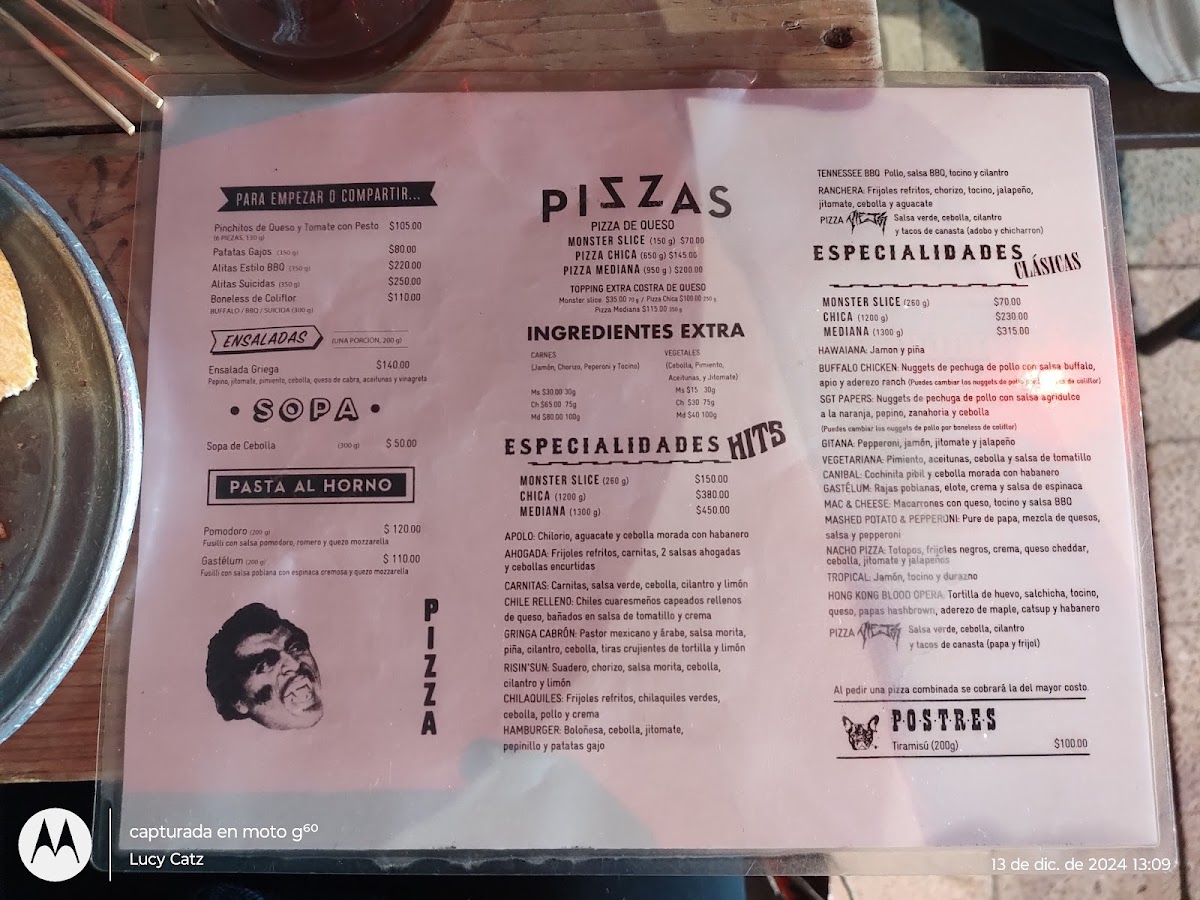 PARA EMPEZAR O COMPARTIR...
Pinchitos de Queso y Tomate con Pesto $105.00
(6 PIEZAS, 130 g)
Patatas Gajos (350 g) $80.00
Alitas Estilo BBQ (350 g) $220.00
Alitas Suicidas (350 g) $250.00
Boneless de Coliflor $110.00
BUFFALO / BBQ / SUICIDA (300 g)
ENSALADAS (UNA PORCIÓN, 200 g)
Ensalada Griega $140.00
Pepino, jitomate, pimiento, cebolla, queso de cabra, aceitunas y vinagreta
• SOPA •
Sopa de Cebolla (300 g) $ 50.00
PASTA AL HORNO
Pomodoro (200 g) $ 120.00
Fusilli con salsa pomodoro, romero y quezo mozzarella
Gastélum (200 g) $ 110.00
Fusilli con salsa poblana con espinaca cremosa y quezo mozzarella
PIZZA
PIZZAS
PIZZA DE QUESO
MONSTER SLICE (150 g) $70.00
PIZZA CHICA (650 g) $145.00
PIZZA MEDIANA (950 g ) $200.00
TOPPING EXTRA COSTRA DE QUESO
Monster slice $35.00 70 g / Pizza Chica $100.00 250 g
Pizza Mediana $115.00 350 g
INGREDIENTES EXTRA
CARNES
(Jamón, Chorizo, Peperoni y Tocino)
Ms $30.00 30g
Ch $65.00 75g
Md $80.00 100g
VEGETALES
(Cebolla, Pimiento,
Aceitunas, y Jitomate)
Ms $15 30g
Ch $30 75g
Md $40 100g
ESPECIALIDADES HITS
MONSTER SLICE (260 g) $150.00
CHICA (1200 g) $380.00
MEDIANA (1300 g) $450.00
APOLO: Chilorio, aguacate y cebolla morada con habanero
AHOGADA: Frijoles refritos, carnitas, 2 salsas ahogadas
y cebollas encurtidas
CARNITAS: Carnitas, salsa verde, cebolla, cilantro y limón
CHILE RELLENO: Chiles cuaresmeños capeados rellenos
de queso, bañados en salsa de tomatillo y crema
GRINGA CABRÔN: Pastor mexicano y árabe, salsa morita,
piña, cilantro, cebolla, tiras crujientes de tortilla y limón
RISIN'SUN: Suadero, chorizo, salsa morita, cebolla,
cilantro y limón
CHILAQUILES: Frijoles refritos, chilaquiles verdes,
cebolla, pollo y crema
HAMBURGER: Boloñesa, cebolla, jitomate,
pepinillo y patatas gajo
TENNESSEE BBQ Pollo, salsa BBQ, tocino y cilantro
RANCHERA: Frijoles refritos, chorizo, tocino, jalapeño,
jitomate, cebolla y aguacate
PIZZA Salsa verde, cebolla, cilantro
y tacos de canasta (adobo y chicharron)
ESPECIALIDADES CLÁSICAS
MONSTER SLICE (260 g) $70.00
CHICA (1200 g) $230.00
MEDIANA (1300 g) $315.00
HAWAIANA: Jamon y piña
BUFFALO CHICKEN: Nuggets de pechuga de pollo con salsa buffalo,
apio y aderezo ranch (Puedes cambiar los nuggets de pollo de coliflor)
SGT PAPERS: Nuggets de pechuga de pollo con salsa agridulce
a la naranja, pepino, zanahoria y cebolla
(Puedes cambiar los nuggets de pollo por boneless de coliflor)
GITANA: Pepperoni, jamón, jitomate y jalapeño
VEGETARIANA: Pimiento, aceitunas, cebolla y salsa de tomatillo
CANIBAL: Cochinita pibil y cebolla morada con habanero
GASTÉLUM: Rajas poblanas, elote, crema y salsa de espinaca
MAC & CHEESE: Macarrones con queso, tocino y salsa BBQ
MASHED POTATO & PEPPERONI: Pure de papa, mezcla de quesos,
salsa y pepperoni
NACHO PIZZA: Totopos, frijoles negros, crema, queso cheddar,
cebolla, jitomate y jalapeños
TROPICAL: Jamón, tocino y durazno
HONG KONG BLOOD OPERA: Tortilla de huevo, salchicha, tocino,
queso, papas hashbrown, aderezo de maple, catsup y habanero
PIZZA Salsa verde, cebolla, cilantro
y tacos de canasta (papa y frijol)
Al pedir una pizza combinada se cobrará la del mayor costo.
POSTRES
Tiramisú (200g) $100.00
capturada en moto g⁶⁰
Lucy Catz
13 de dic. de 2024 13:09